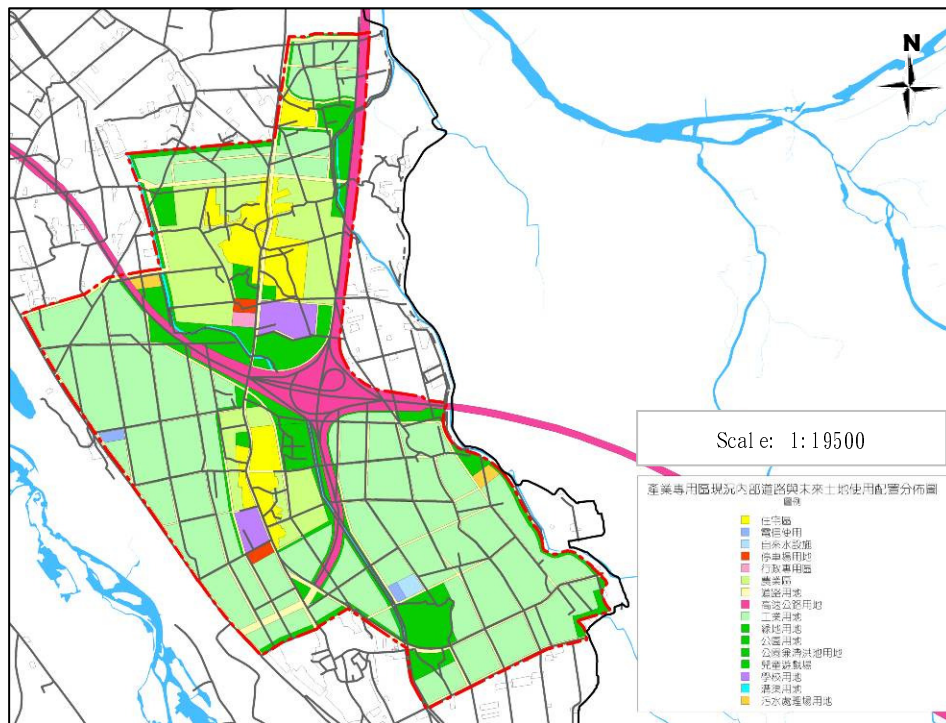 N
Scale: 1:19500
產業專用區現況內部道路與未來土地使用配置分佈圖
圖例
住宅區
電信使用
自來水設施
停車場用地
行政專用區
農業區
道路用地
高速公路用地
工業用地
綠地用地
公園用地
公園兼滯洪池用地
兒童遊戲場
學校用地
溝渠用地
污水處理場用地